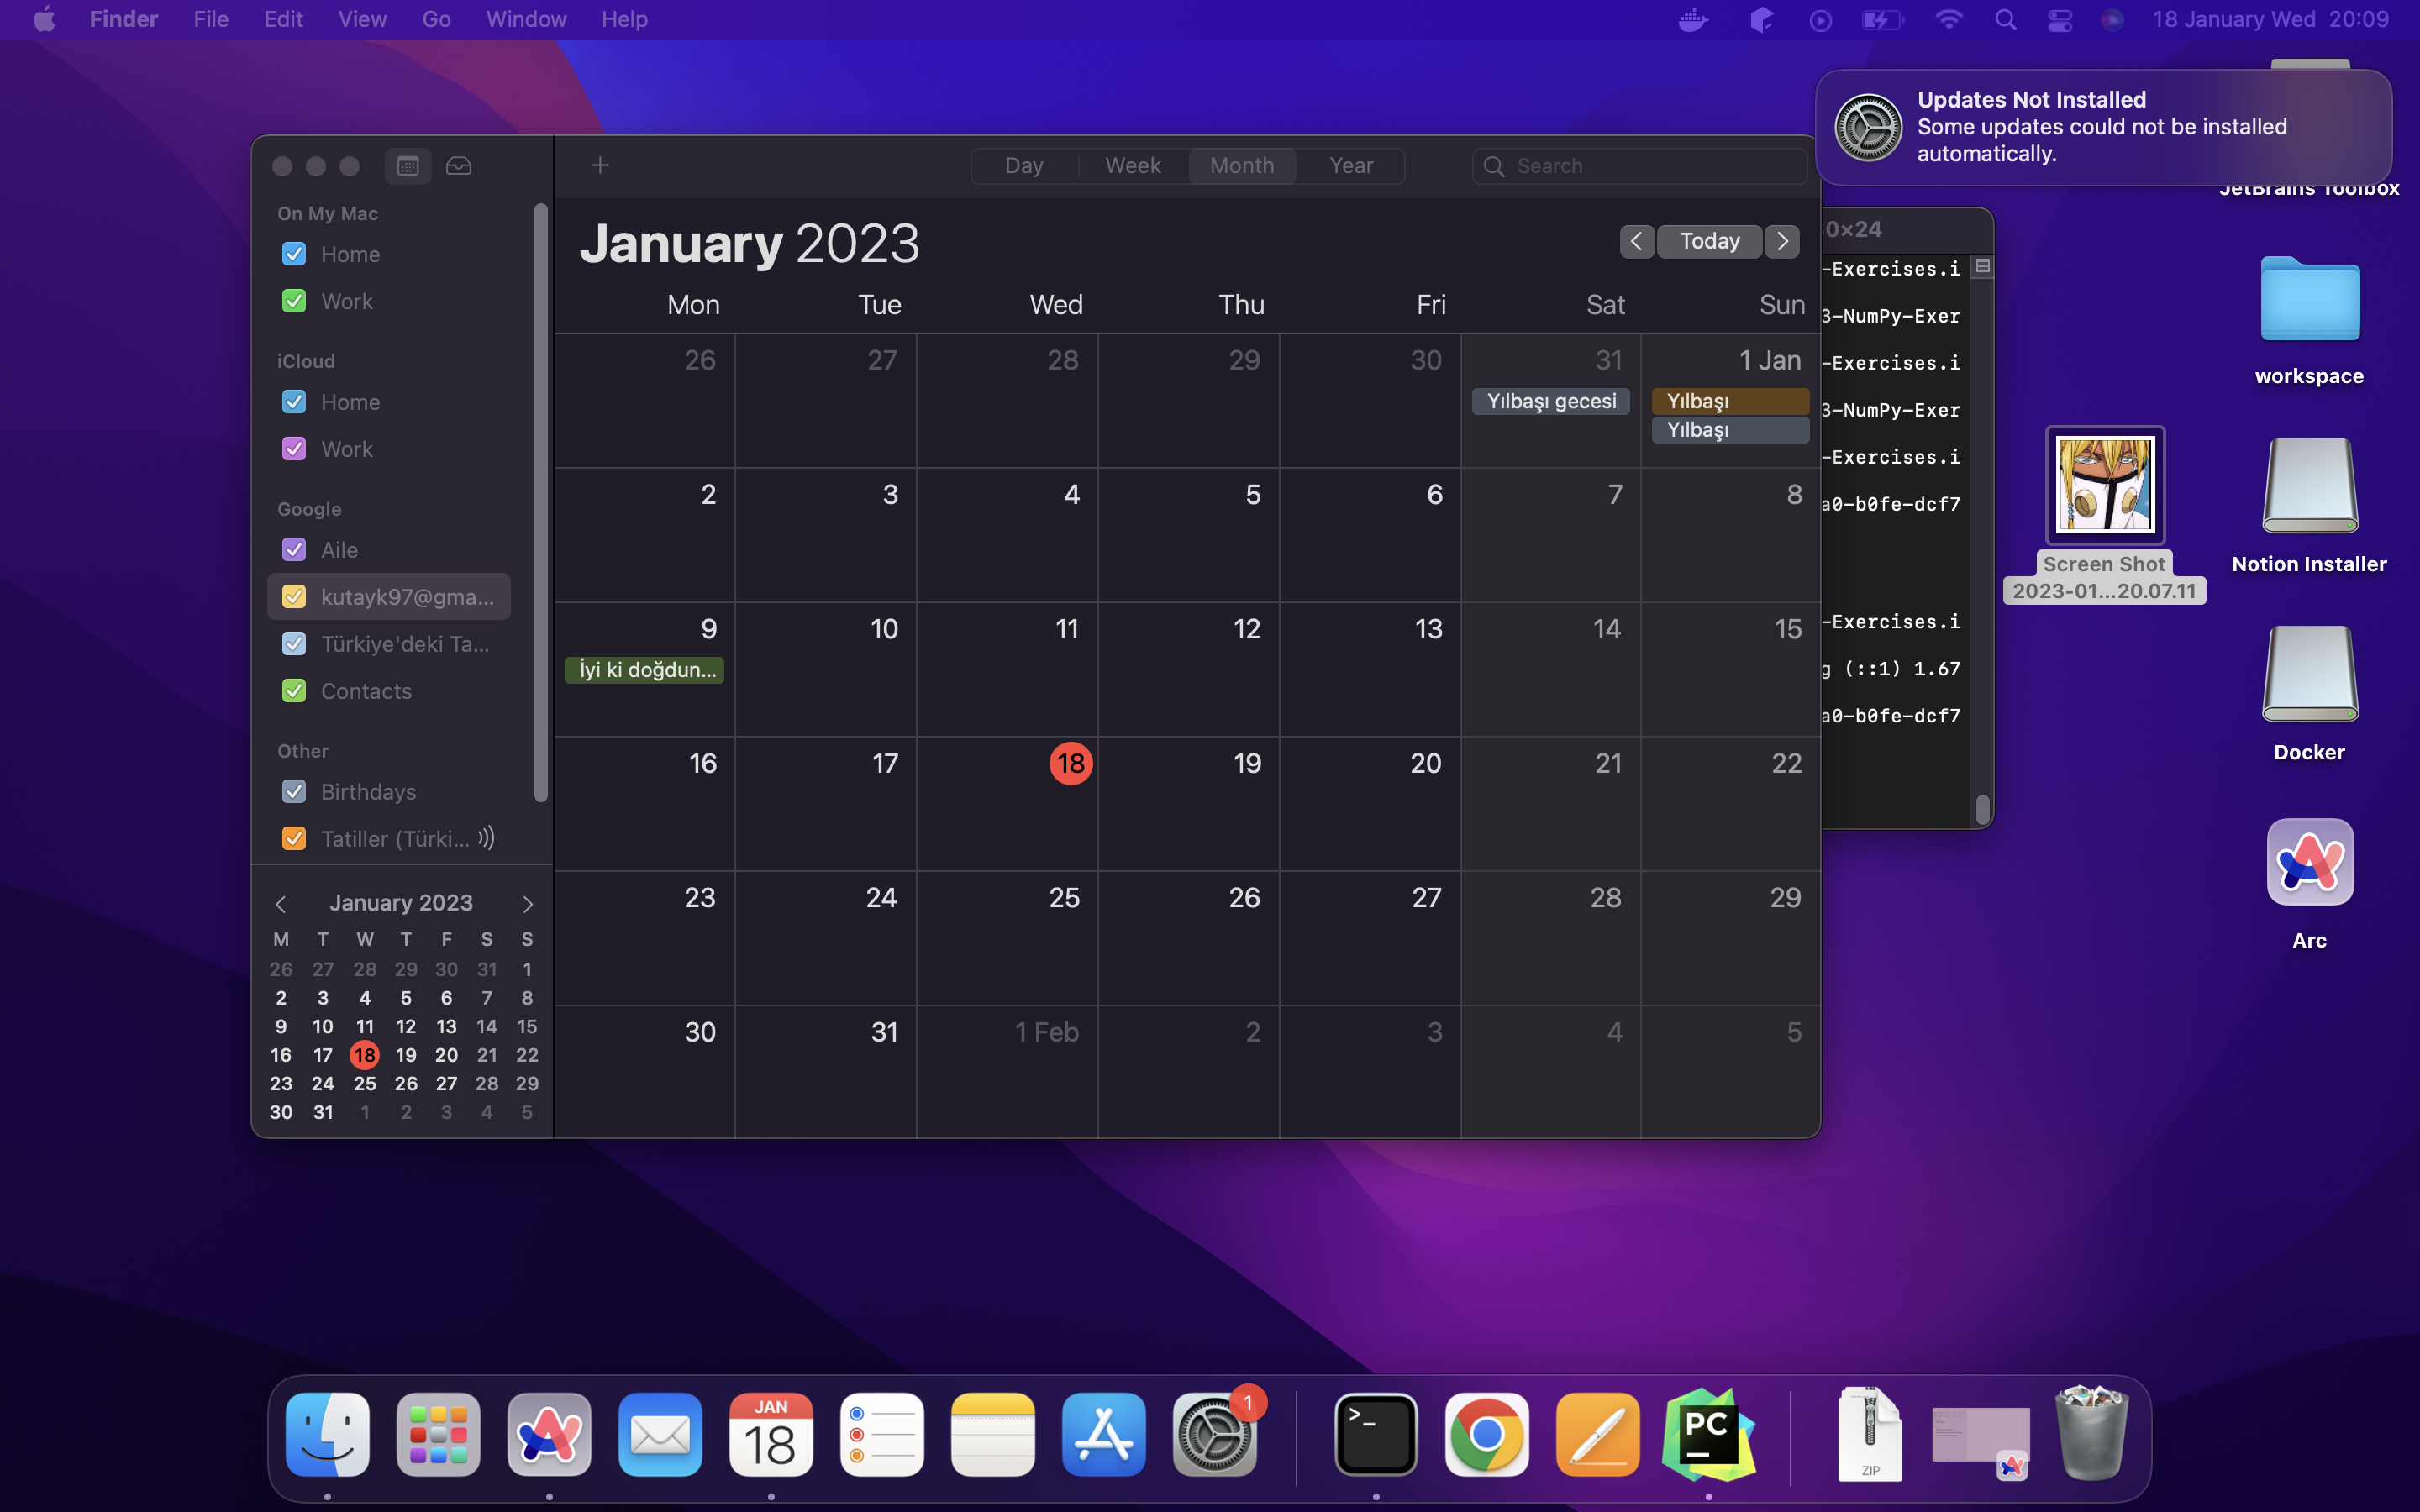 Finder File Edit View Go Window Help 18 January Wed 20:09
Updates Not Installed
Some updates could not be installed
automatically.
Day Week Month Year
Search
On My Mac
Home
Work
iCloud
Home
Work
Google
Aile
kutayk97@gma...
Türkiye'deki Ta...
Contacts
Other
Birthdays
Tatiller (Türki...
January 2023
M T W T F S S
26 27 28 29 30 31 1
2 3 4 5 6 7 8
9 10 11 12 13 14 15
16 17 18 19 20 21 22
23 24 25 26 27 28 29
30 31 1 2 3 4 5
January 2023
Today
Mon Tue Wed Thu Fri Sat Sun
26 27 28 29 30 31 1 Jan
Yılbaşı gecesi Yılbaşı
Yılbaşı
2 3 4 5 6 7 8
9 10 11 12 13 14 15
İyi ki doğdun...
16 17 18 19 20 21 22
23 24 25 26 27 28 29
30 31 1 Feb 2 3 4 5
0×24
-Exercises.i
3-NumPy-Exer
-Exercises.i
3-NumPy-Exer
-Exercises.i
a0-b0fe-dcf7
-Exercises.i
g (::1) 1.67
a0-b0fe-dcf7
JetBrains Toolbox
workspace
Screen Shot
2023-01...20.07.11
Notion Installer
Docker
Arc
JAN
18
1
>_
PC
ZIP